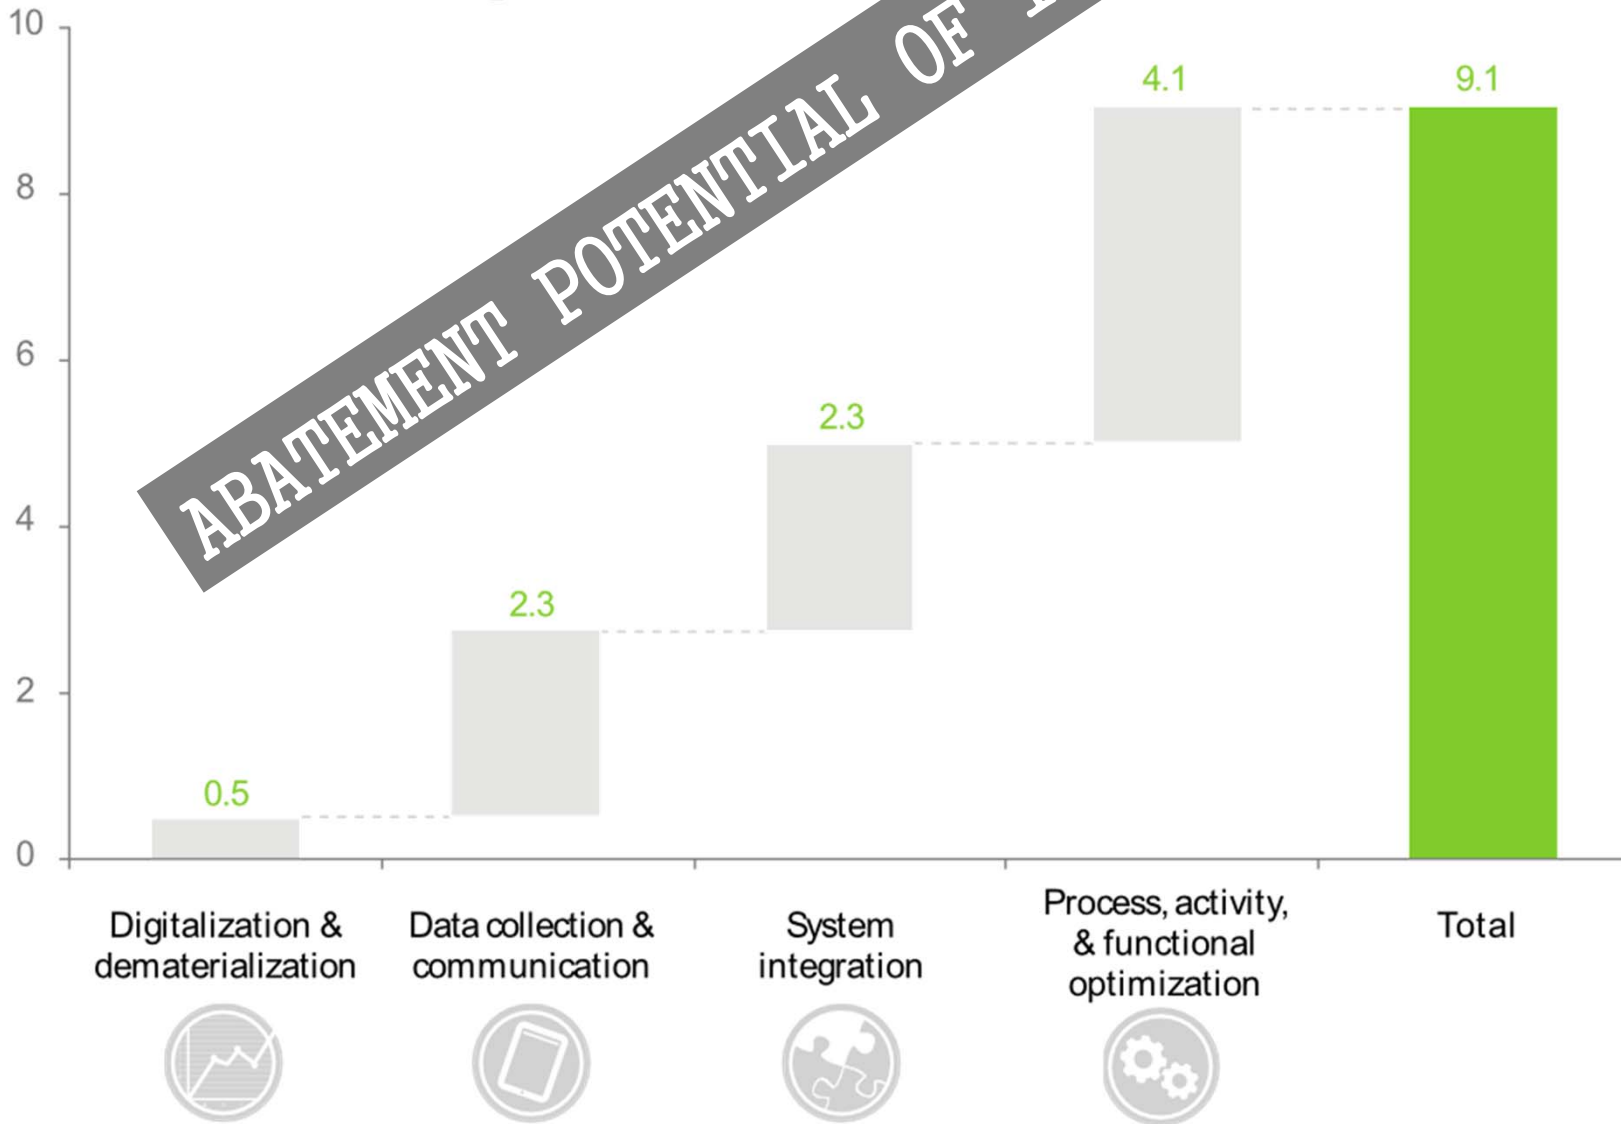 10
8
6
4
2
0
ABATEMENT POTENTIAL OF
0.5
2.3
2.3
4.1
9.1
Digitalization &
dematerialization
Data collection &
communication
System
integration
Process, activity,
& functional
optimization
Total